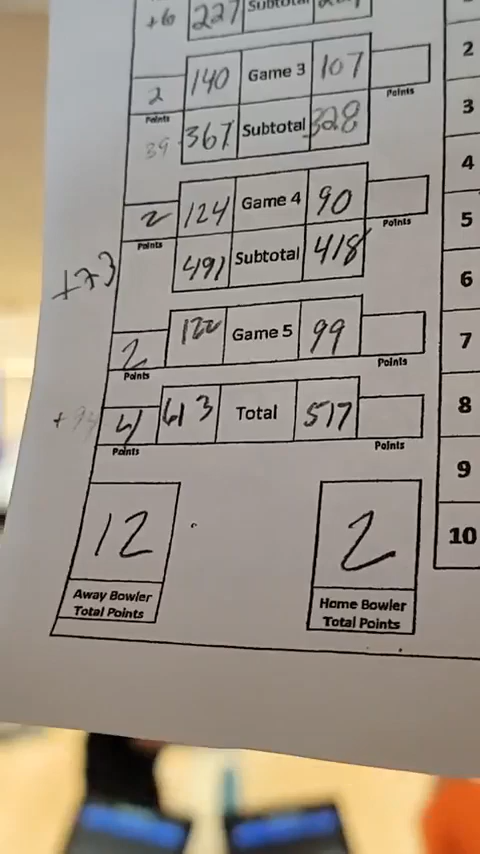 +6 227 Subtotal
2
140 Game 3 107
2 Points Points
3
39 367 Subtotal 328
4
2 124 Game 4 90
5
Points Points
491 Subtotal 418
+73
6
122 Game 5 99
7
2 Points Points
4 613 Total 517
8
Points Points
9
12 2
10
Away Bowler Home Bowler
Total Points Total Points